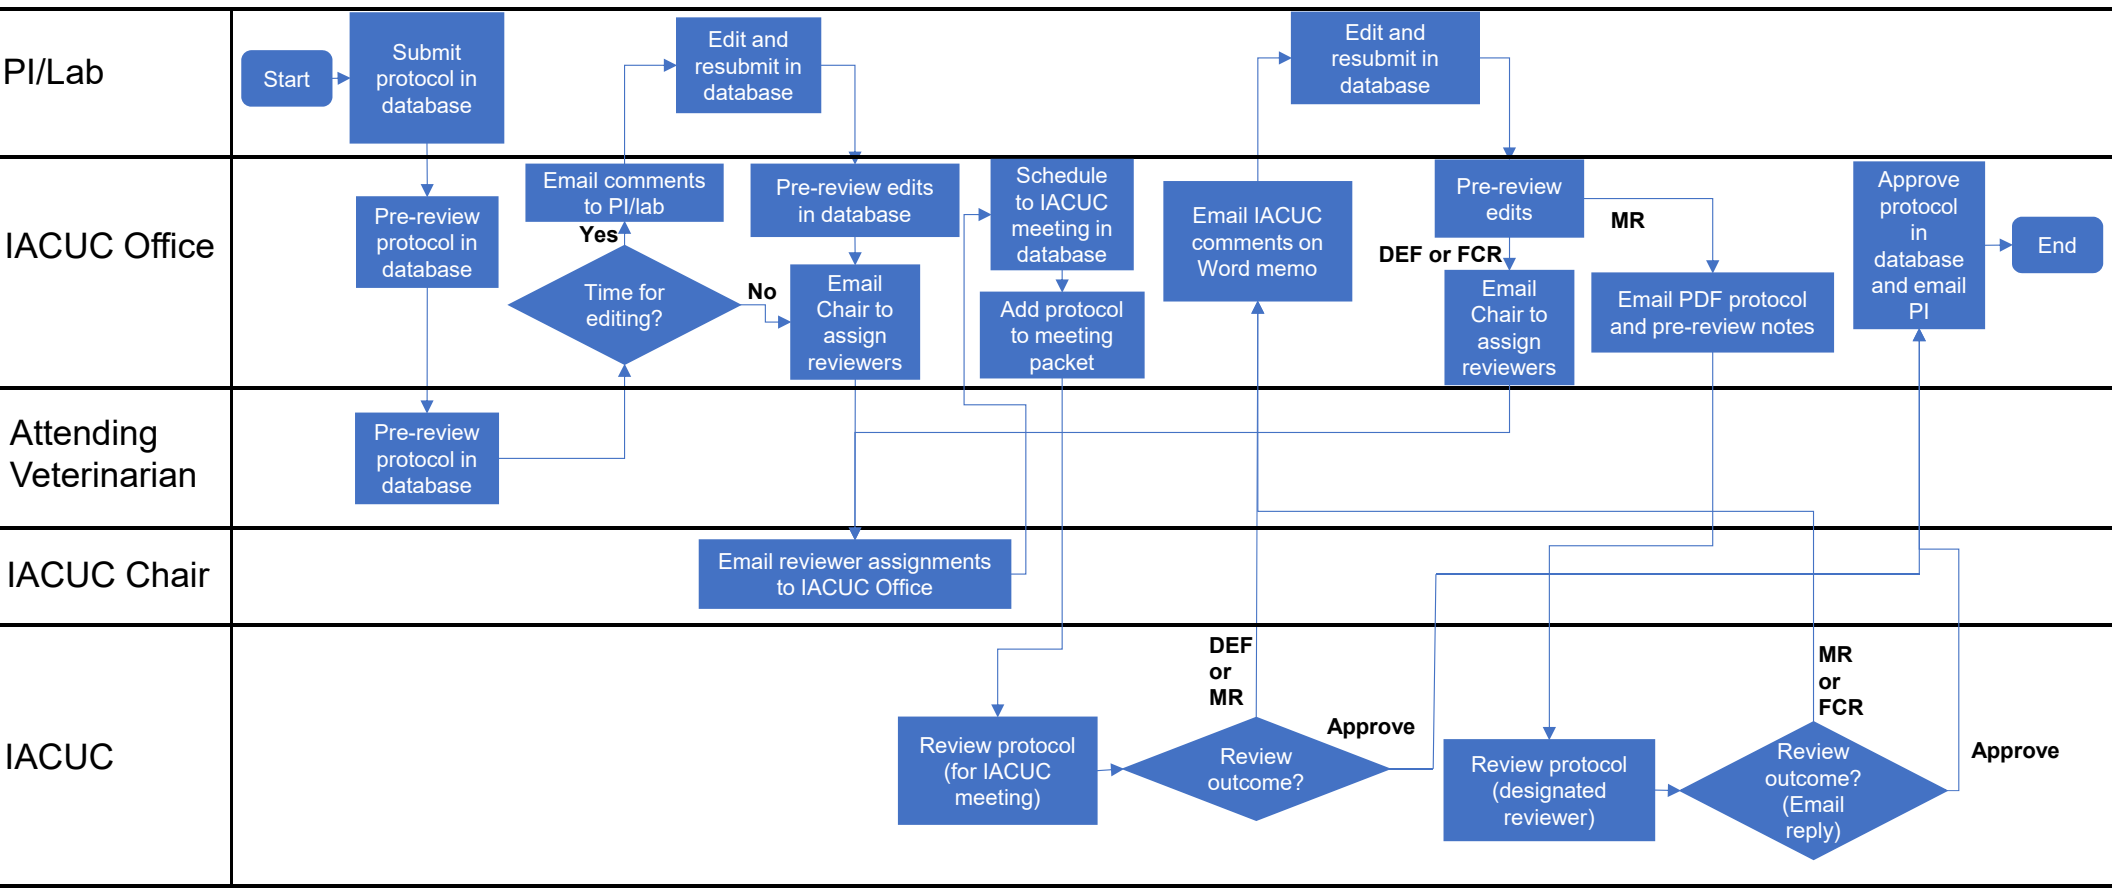 PI/Lab
Start
Submit
protocol in
database
Edit and
resubmit in
database
Edit and
resubmit in
database
IACUC Office
Pre-review
protocol in
database
Email comments
to PI/lab
Yes
Time for
editing?
No
Pre-review edits
in database
Email
Chair to
assign
reviewers
Schedule
to IACUC
meeting in
database
Add protocol
to meeting
packet
Email IACUC
comments on
Word memo
Pre-review
edits
MR
DEF or FCR
Email
Chair to
assign
reviewers
Email PDF protocol
and pre-review notes
Approve
protocol
in
database
and email
PI
End
Attending
Veterinarian
Pre-review
protocol in
database
IACUC Chair
Email reviewer assignments
to IACUC Office
IACUC
Review protocol
(for IACUC
meeting)
DEF
or
MR
Review
outcome?
Approve
Review protocol
(designated
reviewer)
MR
or
FCR
Review
outcome?
(Email
reply)
Approve